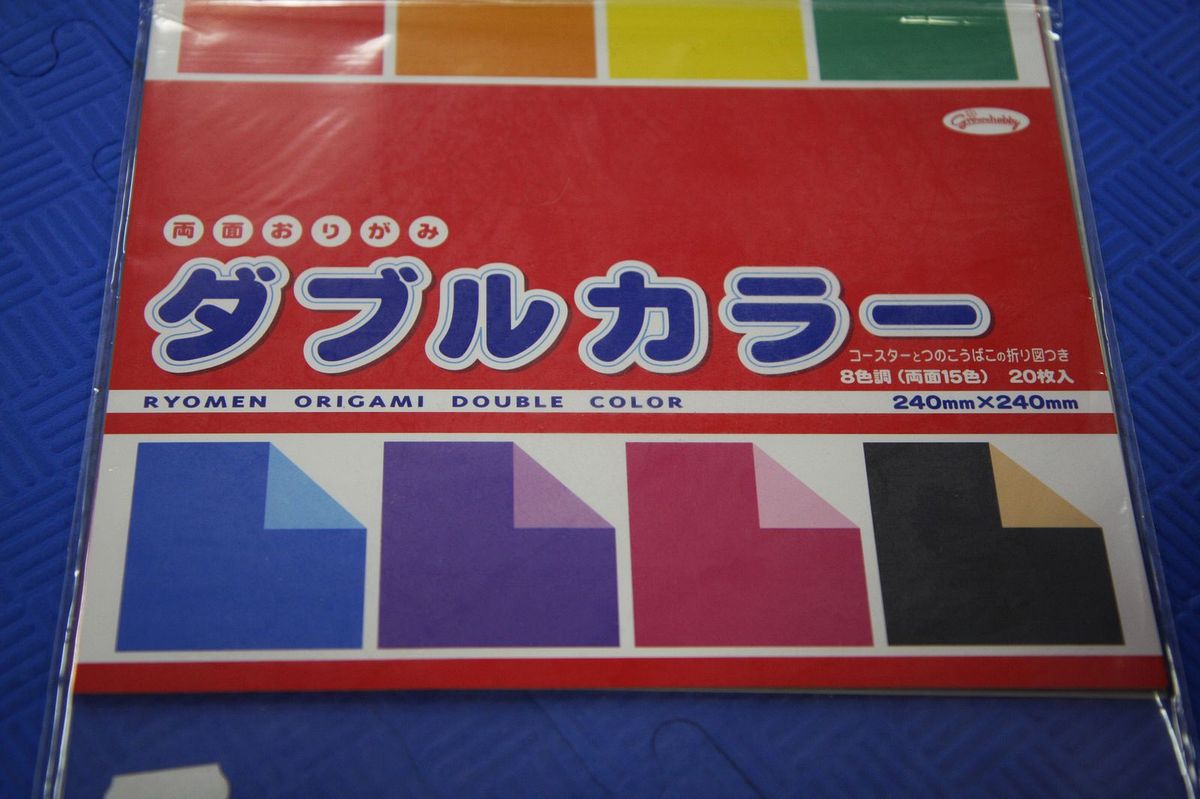 Grimmhobby
両面おりがみ
ダブルカラー
コースターとつのこうばこの折り図つき
8色調（両面15色） 20枚入
RYOMEN ORIGAMI DOUBLE COLOR
240mm×240mm